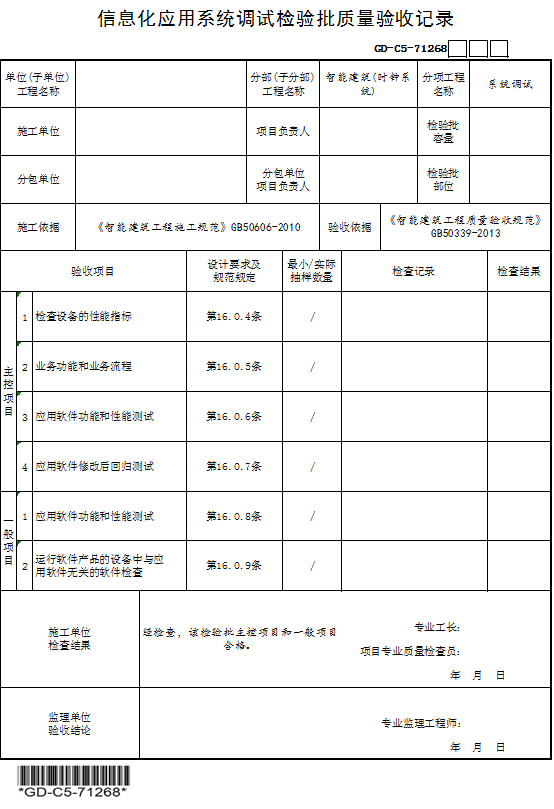 信息化应用系统调试检验批质量验收记录
GD-C5-71268
单位(子单位)
工程名称
分部(子分部)
工程名称
智能建筑(时钟系
统)
分项工程
名称
系统调试
施工单位
项目负责人
检验批
容量
分包单位
分包单位
项目负责人
检验批
部位
施工依据
《智能建筑工程施工规范》GB50606-2010
验收依据
《智能建筑工程质量验收规范》
GB50339-2013
验收项目
设计要求及
规范规定
最小/实际
抽样数量
检查记录
检查结果
主控项目
1
检查设备的性能指标
第16.0.4条
/
2
业务功能和业务流程
第16.0.5条
/
3
应用软件功能和性能测试
第16.0.6条
/
4
应用软件修改后回归测试
第16.0.7条
/
一般项目
1
应用软件功能和性能测试
第16.0.8条
/
2
运行软件产品的设备中与应
用软件无关的软件检查
第16.0.9条
/
施工单位
检查结果
经检查，该检验批主控项目和一般项目
合格。
专业工长：
项目专业质量检查员：
年 月 日
监理单位
验收结论
专业监理工程师：
年 月 日
*GD-C5-71268*